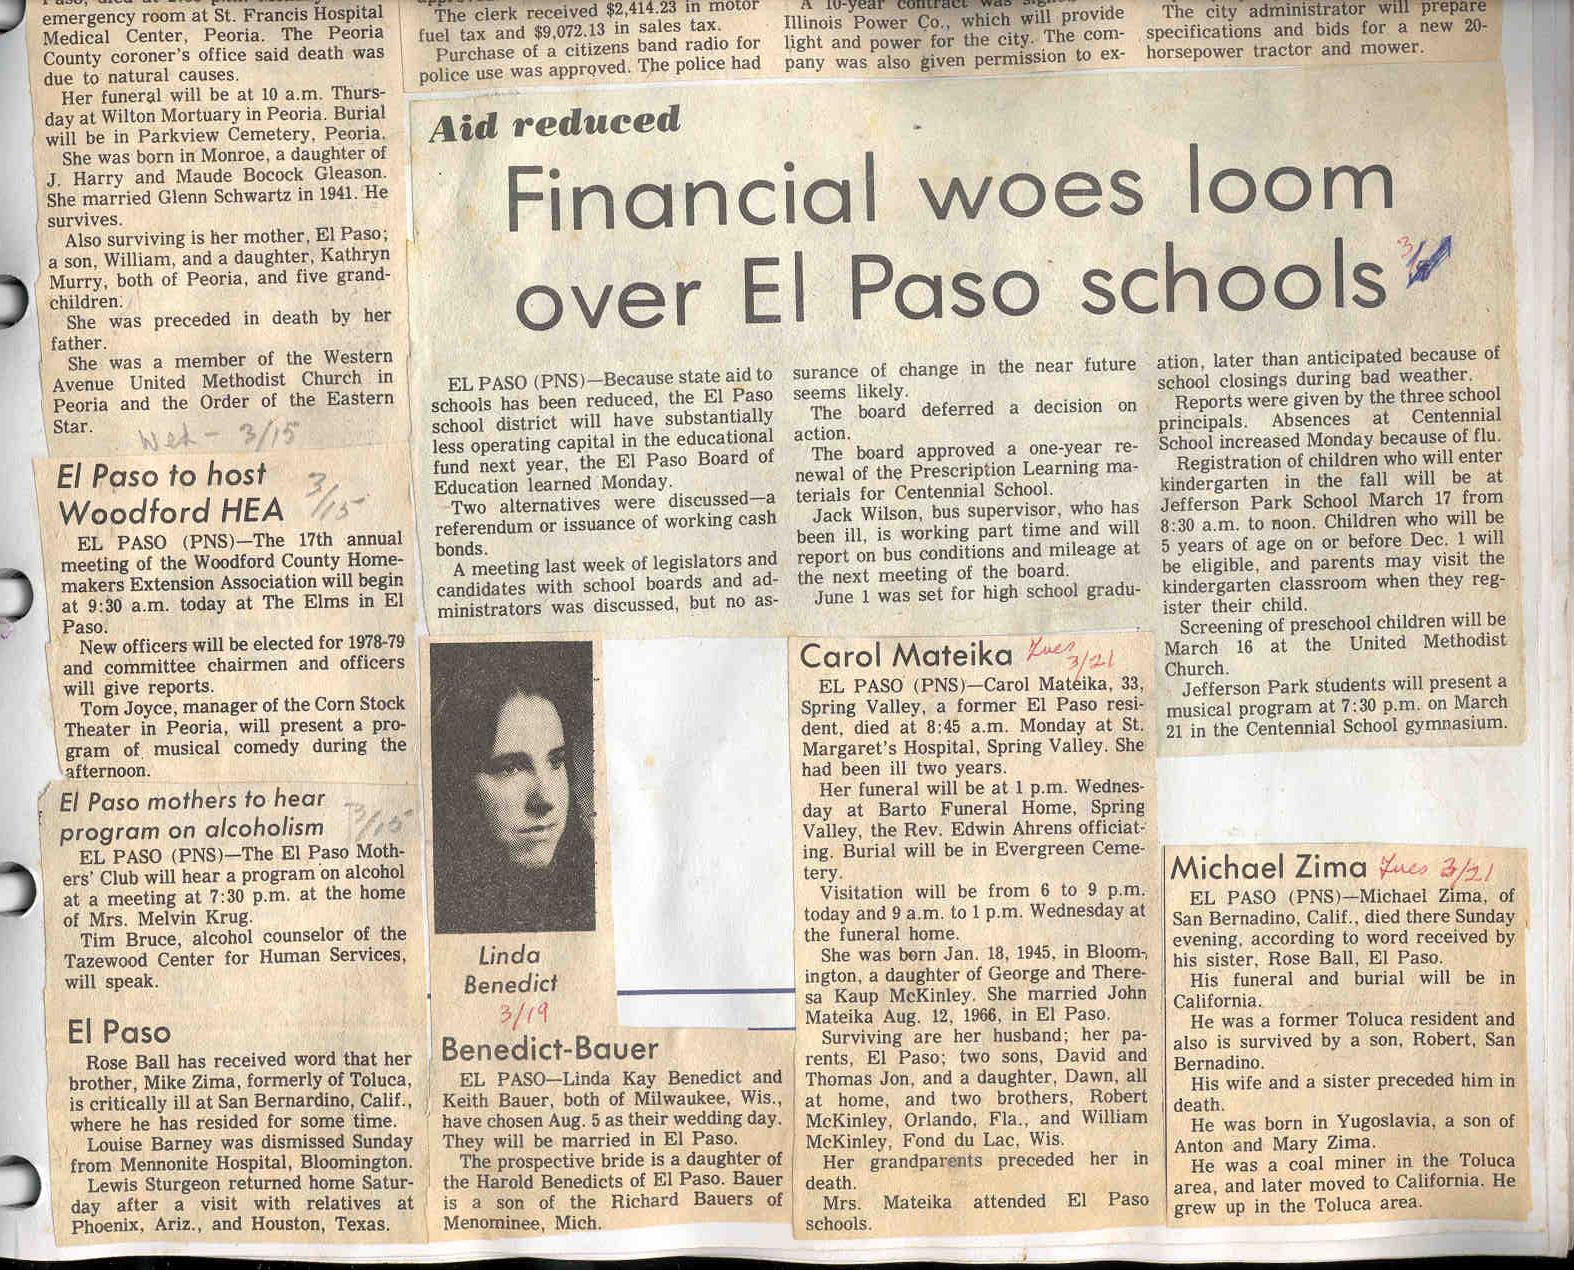 emergency room at St. Francis Hospital
Medical Center, Peoria. The Peoria
County coroner's office said death was
due to natural causes.
Her funeral will be at 10 a.m. Thurs-
day at Wilton Mortuary in Peoria. Burial
will be in Parkview Cemetery, Peoria.
She was born in Monroe, a daughter of
J. Harry and Maude Bocock Gleason.
She married Glenn Schwartz in 1941. He
survives.
Also surviving is her mother, El Paso;
a son, William, and a daughter, Kathryn
Murry, both of Peoria, and five grand-
children.
She was preceded in death by her
father.
She was a member of the Western
Avenue United Methodist Church in
Peoria and the Order of the Eastern
Star.
Wed - 3/15
El Paso to host
Woodford HEA
3/15
EL PASO (PNS)—The 17th annual
meeting of the Woodford County Home-
makers Extension Association will begin
at 9:30 a.m. today at The Elms in El
Paso.
New officers will be elected for 1978-79
and committee chairmen and officers
will give reports.
Tom Joyce, manager of the Corn Stock
Theater in Peoria, will present a pro-
gram of musical comedy during the
afternoon.
El Paso mothers to hear
program on alcoholism
3/15
EL PASO (PNS)—The El Paso Moth-
ers' Club will hear a program on alcohol
at a meeting at 7:30 p.m. at the home
of Mrs. Melvin Krug.
Tim Bruce, alcohol counselor of the
Tazewood Center for Human Services,
will speak.
El Paso
Rose Ball has received word that her
brother, Mike Zima, formerly of Toluca,
is critically ill at San Bernardino, Calif.,
where he has resided for some time.
Louise Barney was dismissed Sunday
from Mennonite Hospital, Bloomington.
Lewis Sturgeon returned home Satur-
day after a visit with relatives at
Phoenix, Ariz., and Houston, Texas.
The clerk received $2,414.23 in motor
fuel tax and $9,072.13 in sales tax.
Purchase of a citizens band radio for
police use was approved. The police had
A 10-year contract was
Illinois Power Co., which will provide
light and power for the city. The com-
pany was also given permission to ex-
The city administrator will prepare
specifications and bids for a new 20-
horsepower tractor and mower.
Aid reduced
Financial woes loom
over El Paso schools
3/
EL PASO (PNS)—Because state aid to
schools has been reduced, the El Paso
school district will have substantially
less operating capital in the educational
fund next year, the El Paso Board of
Education learned Monday.
Two alternatives were discussed—a
referendum or issuance of working cash
bonds.
A meeting last week of legislators and
candidates with school boards and ad-
ministrators was discussed, but no as-
surance of change in the near future
seems likely.
The board deferred a decision on
action.
The board approved a one-year re-
newal of the Prescription Learning ma-
terials for Centennial School.
Jack Wilson, bus supervisor, who has
been ill, is working part time and will
report on bus conditions and mileage at
the next meeting of the board.
June 1 was set for high school gradu-
ation, later than anticipated because of
school closings during bad weather.
Reports were given by the three school
principals. Absences at Centennial
School increased Monday because of flu.
Registration of children who will enter
kindergarten in the fall will be at
Jefferson Park School March 17 from
8:30 a.m. to noon. Children who will be
5 years of age on or before Dec. 1 will
be eligible, and parents may visit the
kindergarten classroom when they reg-
ister their child.
Screening of preschool children will be
March 16 at the United Methodist
Church.
Jefferson Park students will present a
musical program at 7:30 p.m. on March
21 in the Centennial School gymnasium.
Linda
Benedict
3/19
Benedict-Bauer
EL PASO—Linda Kay Benedict and
Keith Bauer, both of Milwaukee, Wis.,
have chosen Aug. 5 as their wedding day.
They will be married in El Paso.
The prospective bride is a daughter of
the Harold Benedicts of El Paso. Bauer
is a son of the Richard Bauers of
Menominee, Mich.
Carol Mateika Tues
3/21
EL PASO (PNS)—Carol Mateika, 33,
Spring Valley, a former El Paso resi-
dent, died at 8:45 a.m. Monday at St.
Margaret's Hospital, Spring Valley. She
had been ill two years.
Her funeral will be at 1 p.m. Wednes-
day at Barto Funeral Home, Spring
Valley, the Rev. Edwin Ahrens officiat-
ing. Burial will be in Evergreen Ceme-
tery.
Visitation will be from 6 to 9 p.m.
today and 9 a.m. to 1 p.m. Wednesday at
the funeral home.
She was born Jan. 18, 1945, in Bloom-
ington, a daughter of George and There-
sa Kaup McKinley. She married John
Mateika Aug. 12, 1966, in El Paso.
Surviving are her husband; her pa-
rents, El Paso; two sons, David and
Thomas Jon, and a daughter, Dawn, all
at home, and two brothers, Robert
McKinley, Orlando, Fla., and William
McKinley, Fond du Lac, Wis.
Her grandparents preceded her in
death.
Mrs. Mateika attended El Paso
schools.
Michael Zima Tues 3/21
EL PASO (PNS)—Michael Zima, of
San Bernadino, Calif., died there Sunday
evening, according to word received by
his sister, Rose Ball, El Paso.
His funeral and burial will be in
California.
He was a former Toluca resident and
also is survived by a son, Robert, San
Bernadino.
His wife and a sister preceded him in
death.
He was born in Yugoslavia, a son of
Anton and Mary Zima.
He was a coal miner in the Toluca
area, and later moved to California. He
grew up in the Toluca area.